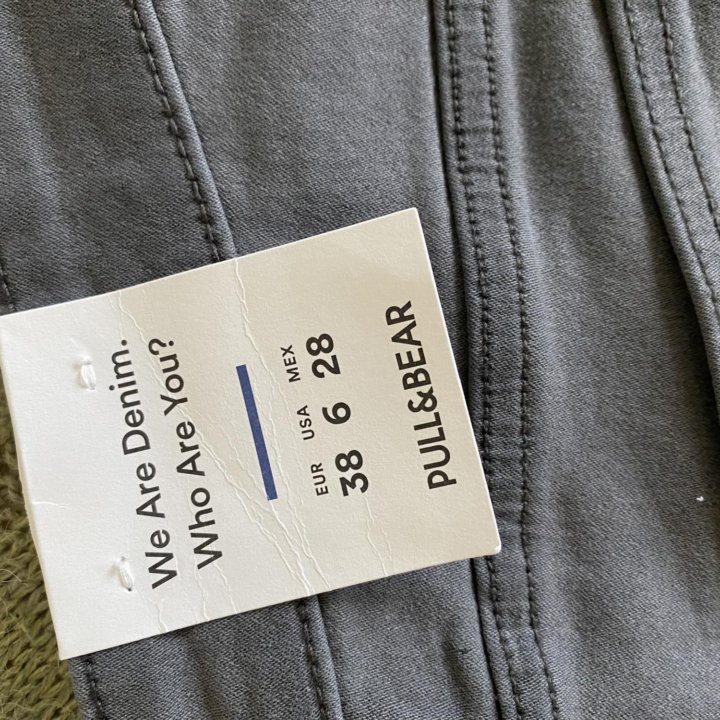 We Are Denim.
Who Are You?
EUR USA MEX
38 6 28
PULL&BEAR